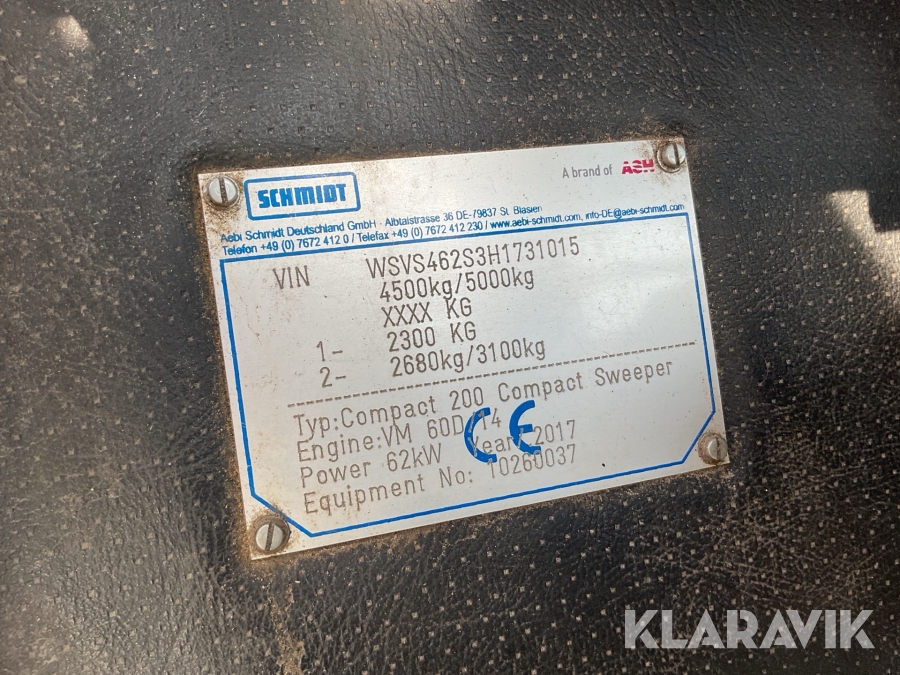 SCHMIDT
A brand of ASH
Aebi Schmidt Deutschland GmbH - Albtalstrasse 36 DE-79837 St. Blasien
Telefon +49 (0) 7672 412 0 / Telefax +49 (0) 7672 412 230 / www.aebi-schmidt.com, info-DE@aebi-schmidt.com
VIN WSVS462S3H1731015
4500kg/5000kg
XXXX KG
1- 2300 KG
2- 2680kg/3100kg
Typ:Compact 200 Compact Sweeper
Engine:VM 60D/14
Power 62kW Year: 2017
Equipment No: 10260037
CE
KLARAVIK